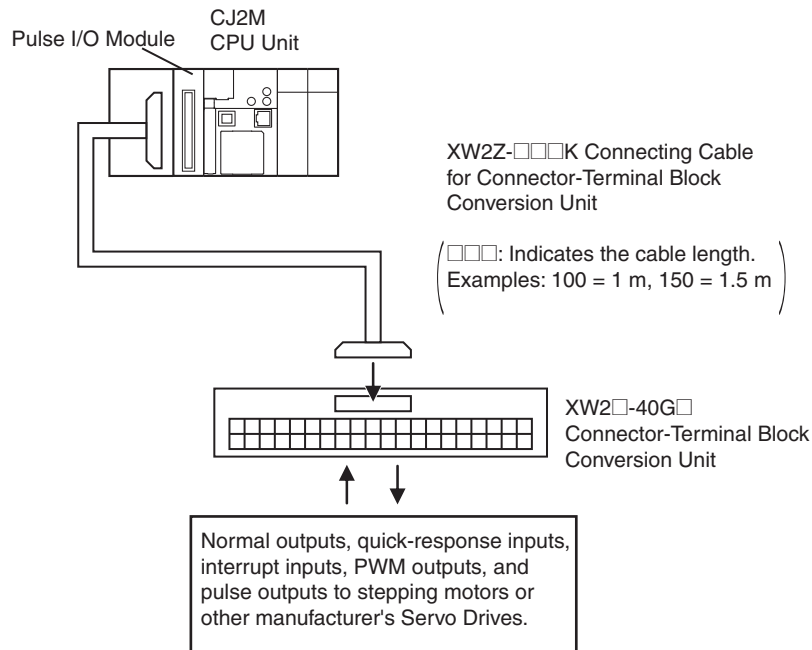 CJ2M
CPU Unit
Pulse I/O Module
XW2Z-□□□K Connecting Cable
for Connector-Terminal Block
Conversion Unit
□□□: Indicates the cable length.
Examples: 100 = 1 m, 150 = 1.5 m
XW2□-40G□
Connector-Terminal Block
Conversion Unit
Normal outputs, quick-response inputs,
interrupt inputs, PWM outputs, and
pulse outputs to stepping motors or
other manufacturer's Servo Drives.